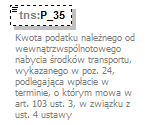 tns:P_35
Kwota podatku należnego od
wewnątrzwspólnotowego
nabycia środków transportu,
wykazanego w poz. 24,
podlegająca wpłacie w
terminie, o którym mowa w
art. 103 ust. 3, w związku z
ust. 4 ustawy